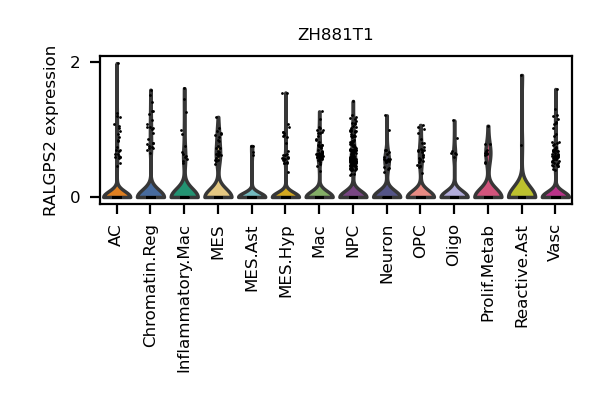 ZH881T1
RALGPS2 expression
2
0
AC
Chromatin.Reg
Inflammatory.Mac
MES
MES.Ast
MES.Hyp
Mac
NPC
Neuron
OPC
Oligo
Prolif.Metab
Reactive.Ast
Vasc